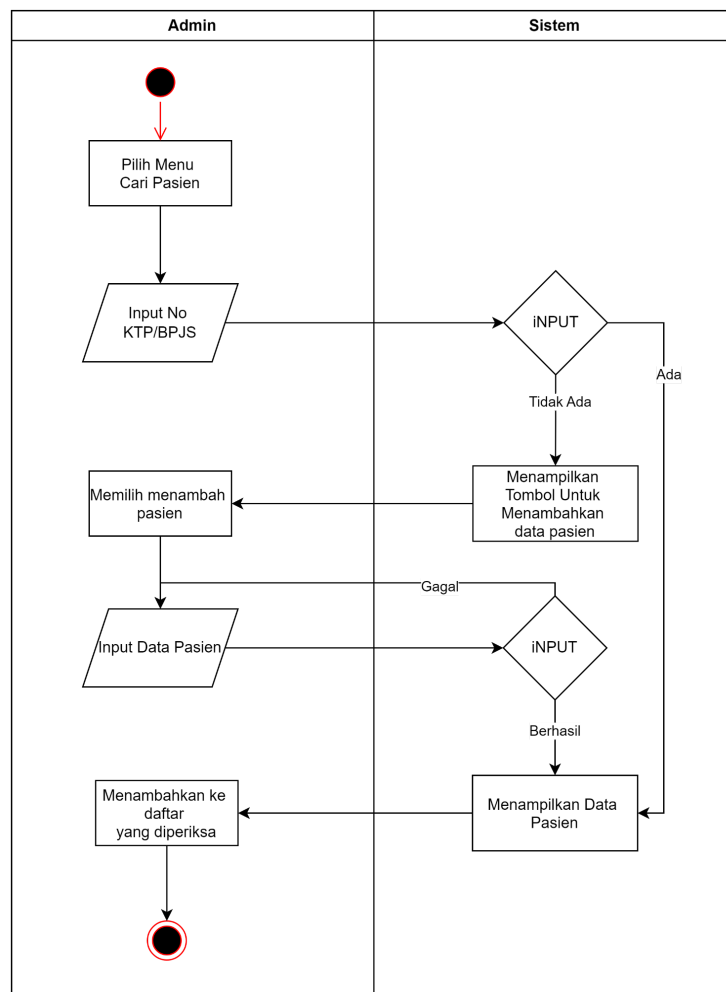 Admin
Sistem
Pilih Menu
Cari Pasien
Input No
KTP/BPJS
iNPUT
Ada
Tidak Ada
Memilih menambah
pasien
Menampilkan
Tombol Untuk
Menambahkan
data pasien
Gagal
Input Data Pasien
iNPUT
Berhasil
Menambahkan ke
daftar
yang diperiksa
Menampilkan Data
Pasien